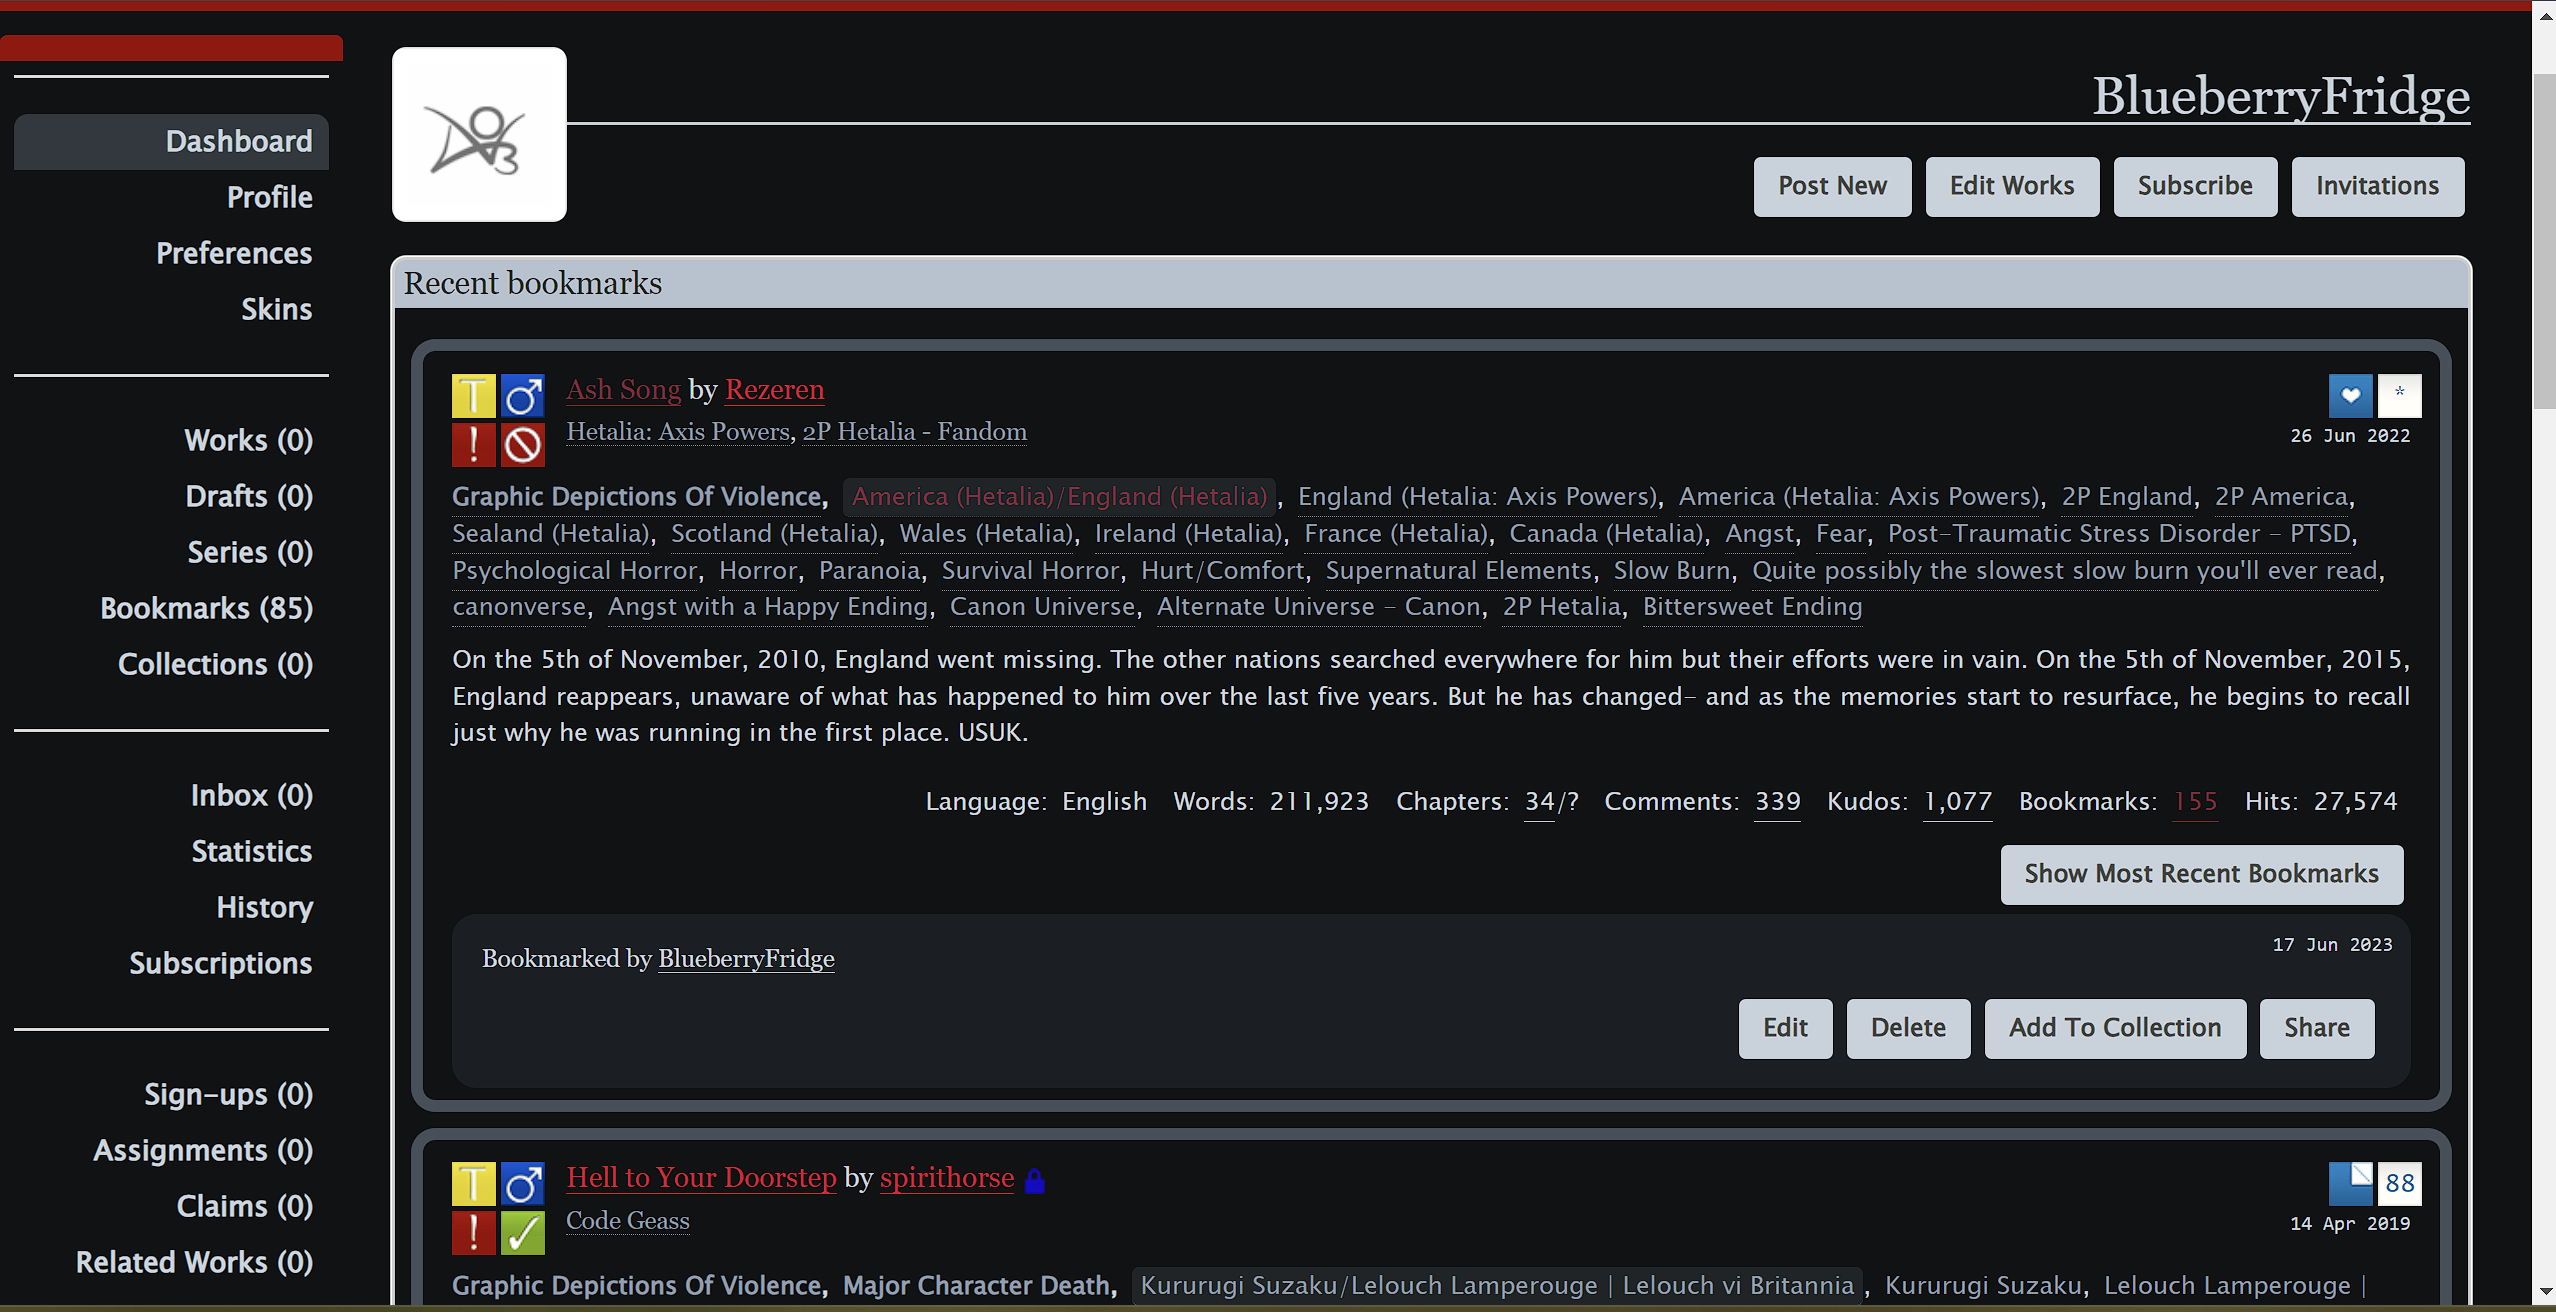 Dashboard
Profile
Preferences
Skins
Works (0)
Drafts (0)
Series (0)
Bookmarks (85)
Collections (0)
Inbox (0)
Statistics
History
Subscriptions
Sign-ups (0)
Assignments (0)
Claims (0)
Related Works (0)
BlueberryFridge
Post New Edit Works Subscribe Invitations
Recent bookmarks
T Ash Song by Rezeren *
! Hetalia: Axis Powers, 2P Hetalia - Fandom 26 Jun 2022
Graphic Depictions Of Violence, America (Hetalia)/England (Hetalia), England (Hetalia: Axis Powers), America (Hetalia: Axis Powers), 2P England, 2P America,
Sealand (Hetalia), Scotland (Hetalia), Wales (Hetalia), Ireland (Hetalia), France (Hetalia), Canada (Hetalia), Angst, Fear, Post-Traumatic Stress Disorder - PTSD,
Psychological Horror, Horror, Paranoia, Survival Horror, Hurt/Comfort, Supernatural Elements, Slow Burn, Quite possibly the slowest slow burn you'll ever read,
canonverse, Angst with a Happy Ending, Canon Universe, Alternate Universe - Canon, 2P Hetalia, Bittersweet Ending
On the 5th of November, 2010, England went missing. The other nations searched everywhere for him but their efforts were in vain. On the 5th of November, 2015,
England reappears, unaware of what has happened to him over the last five years. But he has changed- and as the memories start to resurface, he begins to recall
just why he was running in the first place. USUK.
Language: English Words: 211,923 Chapters: 34/? Comments: 339 Kudos: 1,077 Bookmarks: 155 Hits: 27,574
Show Most Recent Bookmarks
Bookmarked by BlueberryFridge 17 Jun 2023
Edit Delete Add To Collection Share
T Hell to Your Doorstep by spirithorse 88
! Code Geass 14 Apr 2019
Graphic Depictions Of Violence, Major Character Death, Kururugi Suzaku/Lelouch Lamperouge | Lelouch vi Britannia, Kururugi Suzaku, Lelouch Lamperouge |